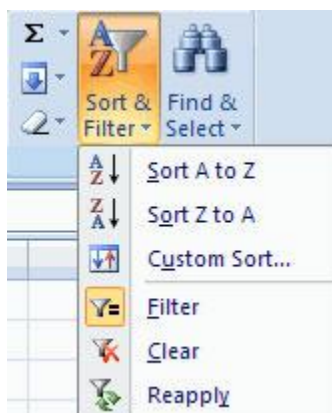 Σ
Sort &
Filter
Find &
Select
Sort A to Z
Sort Z to A
Custom Sort...
Filter
Clear
Reapply